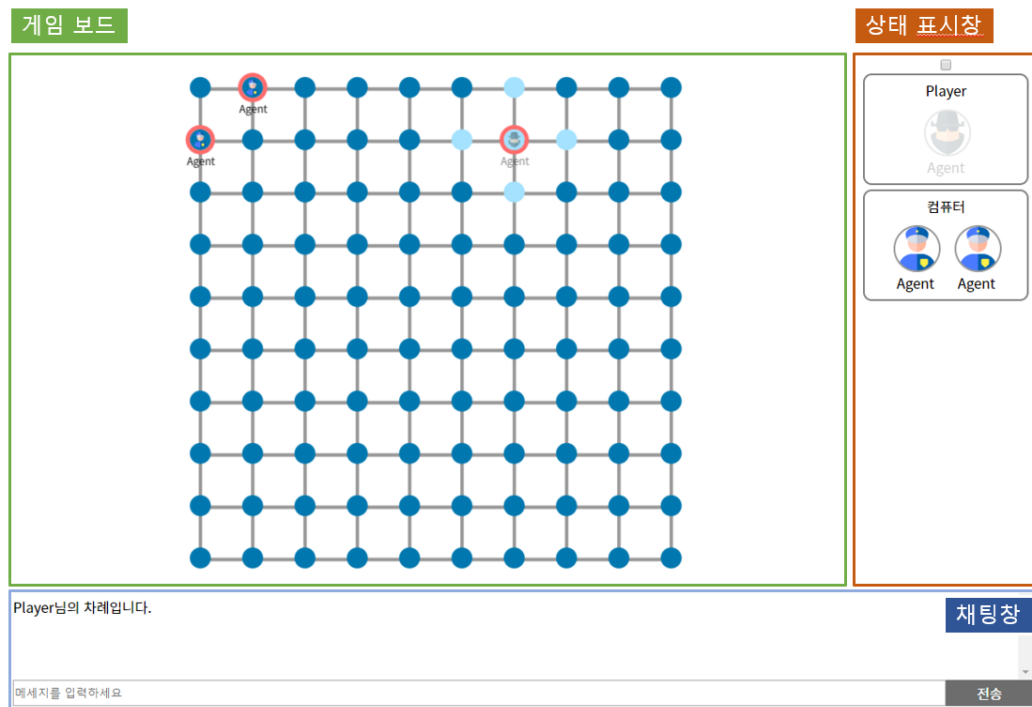 게임 보드
상태 표시창
Agent
Agent
Agent
Player
Agent
컴퓨터
Agent Agent
Player님의 차례입니다.
채팅창
메세지를 입력하세요
전송